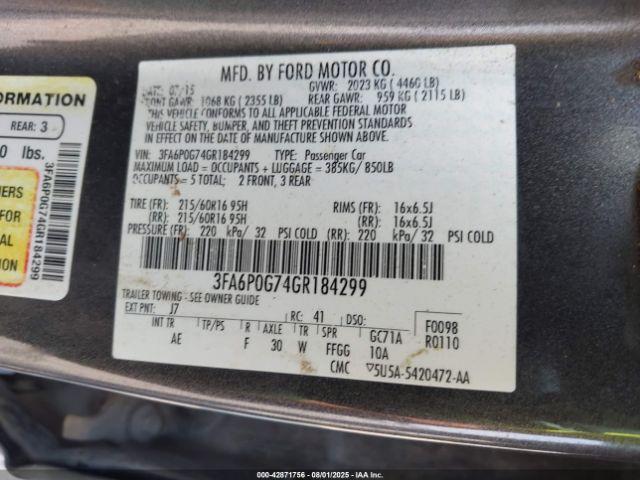 ORMATION
REAR: 3
0 lbs.
NERS
FOR
AL
TION
3FA6P0G74GR184299
MFD. BY FORD MOTOR CO.
DATE: 07/15 GVWR: 2023 KG ( 4460 LB)
FRONT GAWR: 1068 KG ( 2355 LB) REAR GAWR: 959 KG ( 2115 LB)
THIS VEHICLE CONFORMS TO ALL APPLICABLE FEDERAL MOTOR
VEHICLE SAFETY, BUMPER, AND THEFT PREVENTION STANDARDS
IN EFFECT ON THE DATE OF MANUFACTURE SHOWN ABOVE.
VIN: 3FA6P0G74GR184299 TYPE: Passenger Car
MAXIMUM LOAD = OCCUPANTS + LUGGAGE = 385KG/ 850LB
OCCUPANTS = 5 TOTAL: 2 FRONT, 3 REAR
TIRE (FR): 215/60R16 95H RIMS (FR): 16x6.5J
(RR): 215/60R16 95H (RR): 16x6.5J
PRESSURE (FR): 220 kPa/ 32 PSI COLD (RR): 220 kPa/ 32 PSI COLD
3FA6P0G74GR184299
TRAILER TOWING - SEE OWNER GUIDE
EXT PNT: J7 RC: 41 DSO: F0098
INT TR TP/PS R AXLE TR SPR GC71A R0110
AE F 30 W FFGG 10A
CMC ▽5U5A-5420472-AA
000-42871756 - 08/01/2025 - IAA Inc.